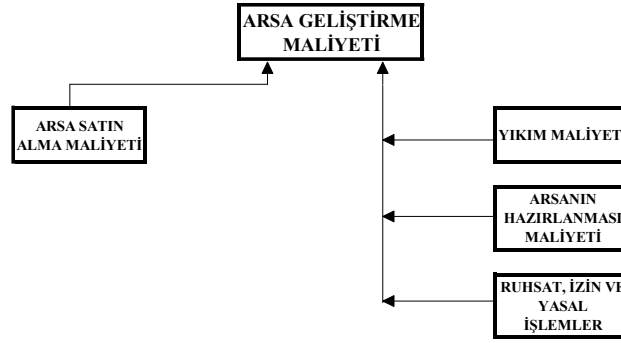 ARSA GELİŞTİRME
MALİYETİ
ARSA SATIN
ALMA MALİYETİ
YIKIM MALİYET
ARSANIN
HAZIRLANMASI
MALİYETİ
RUHSAT, İZİN VE
YASAL
İŞLEMLER